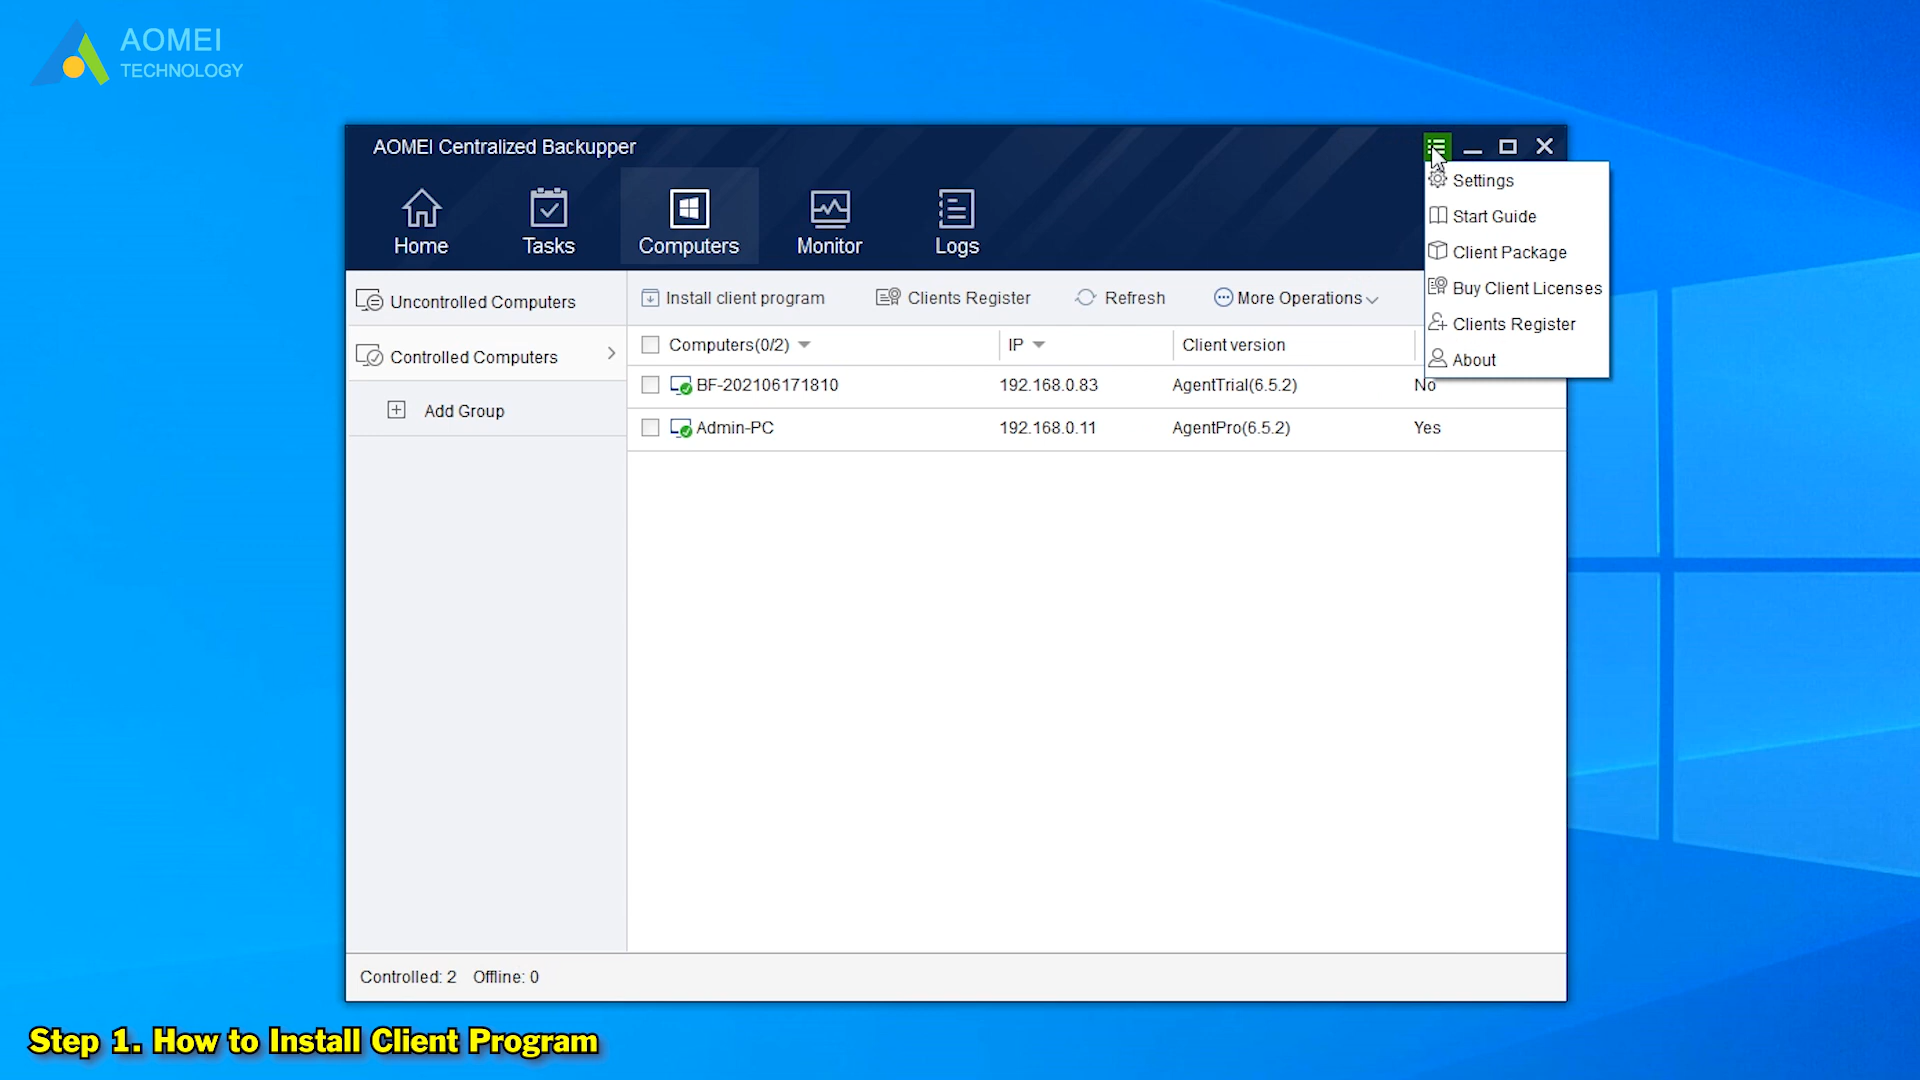 AOMEI
TECHNOLOGY
AOMEI Centralized Backupper
Home
Tasks
Computers
Monitor
Logs
Settings
Start Guide
Client Package
Buy Client Licenses
Clients Register
About
Uncontrolled Computers
Controlled Computers
Add Group
Install client program
Clients Register
Refresh
More Operations
Computers(0/2) IP Client version
BF-202106171810 192.168.0.83 AgentTrial(6.5.2) No
Admin-PC 192.168.0.11 AgentPro(6.5.2) Yes
Controlled: 2 Offline: 0
Step 1. How to Install Client Program